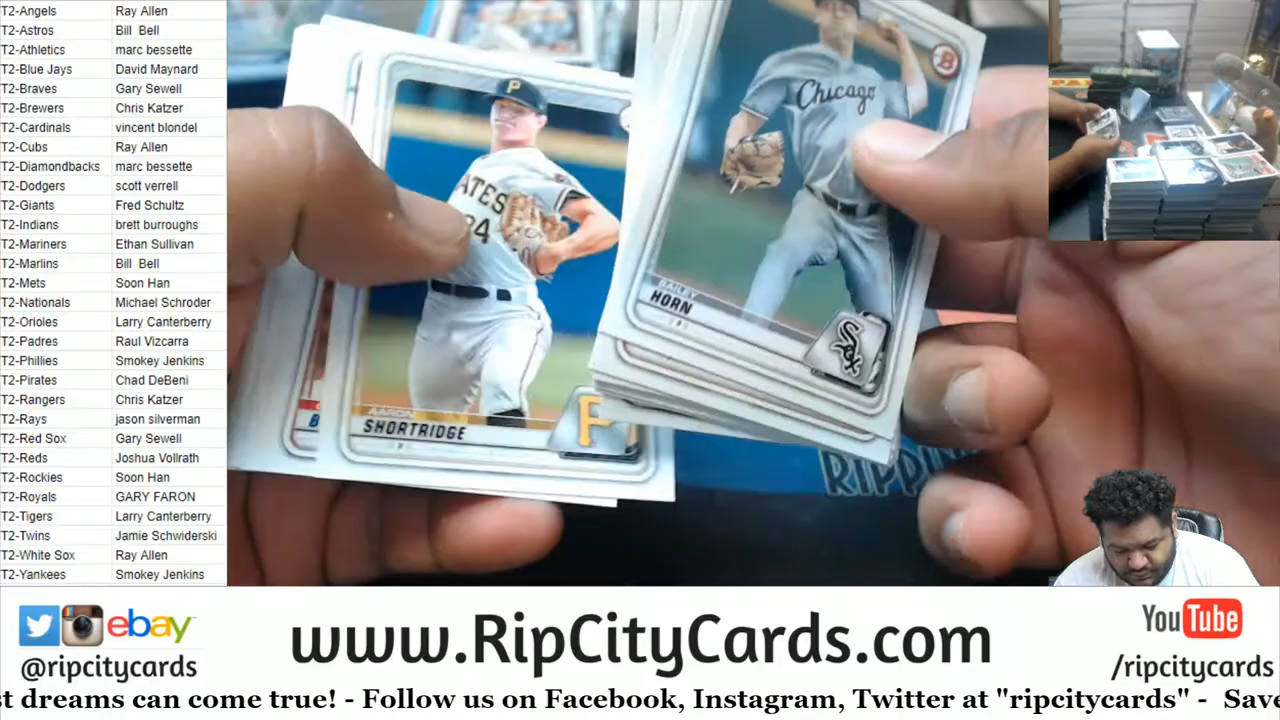 T2-Angels Ray Allen
T2-Astros Bill Bell
T2-Athletics marc bessette
T2-Blue Jays David Maynard
T2-Braves Gary Sewell
T2-Brewers Chris Katzer
T2-Cardinals vincent blondel
T2-Cubs Ray Allen
T2-Diamondbacks marc bessette
T2-Dodgers scott verrell
T2-Giants Fred Schultz
T2-Indians brett burroughs
T2-Mariners Ethan Sullivan
T2-Marlins Bill Bell
T2-Mets Soon Han
T2-Nationals Michael Schroder
T2-Orioles Larry Canterberry
T2-Padres Raul Vizcarra
T2-Phillies Smokey Jenkins
T2-Pirates Chad DeBeni
T2-Rangers Chris Katzer
T2-Rays jason silverman
T2-Red Sox Gary Sewell
T2-Reds Joshua Vollrath
T2-Rockies Soon Han
T2-Royals GARY FARON
T2-Tigers Larry Canterberry
T2-Twins Jamie Schwiderski
T2-White Sox Ray Allen
T2-Yankees Smokey Jenkins
P
ATES
24
AARON
SHORTRIDGE
P
B
Chicago
B
BAILEY
HORN
Sox
RIPPIN
ebay
@ripcitycards
www.RipCityCards.com
YouTube
/ripcitycards
st dreams can come true! - Follow us on Facebook, Instagram, Twitter at "ripcitycards" - Save